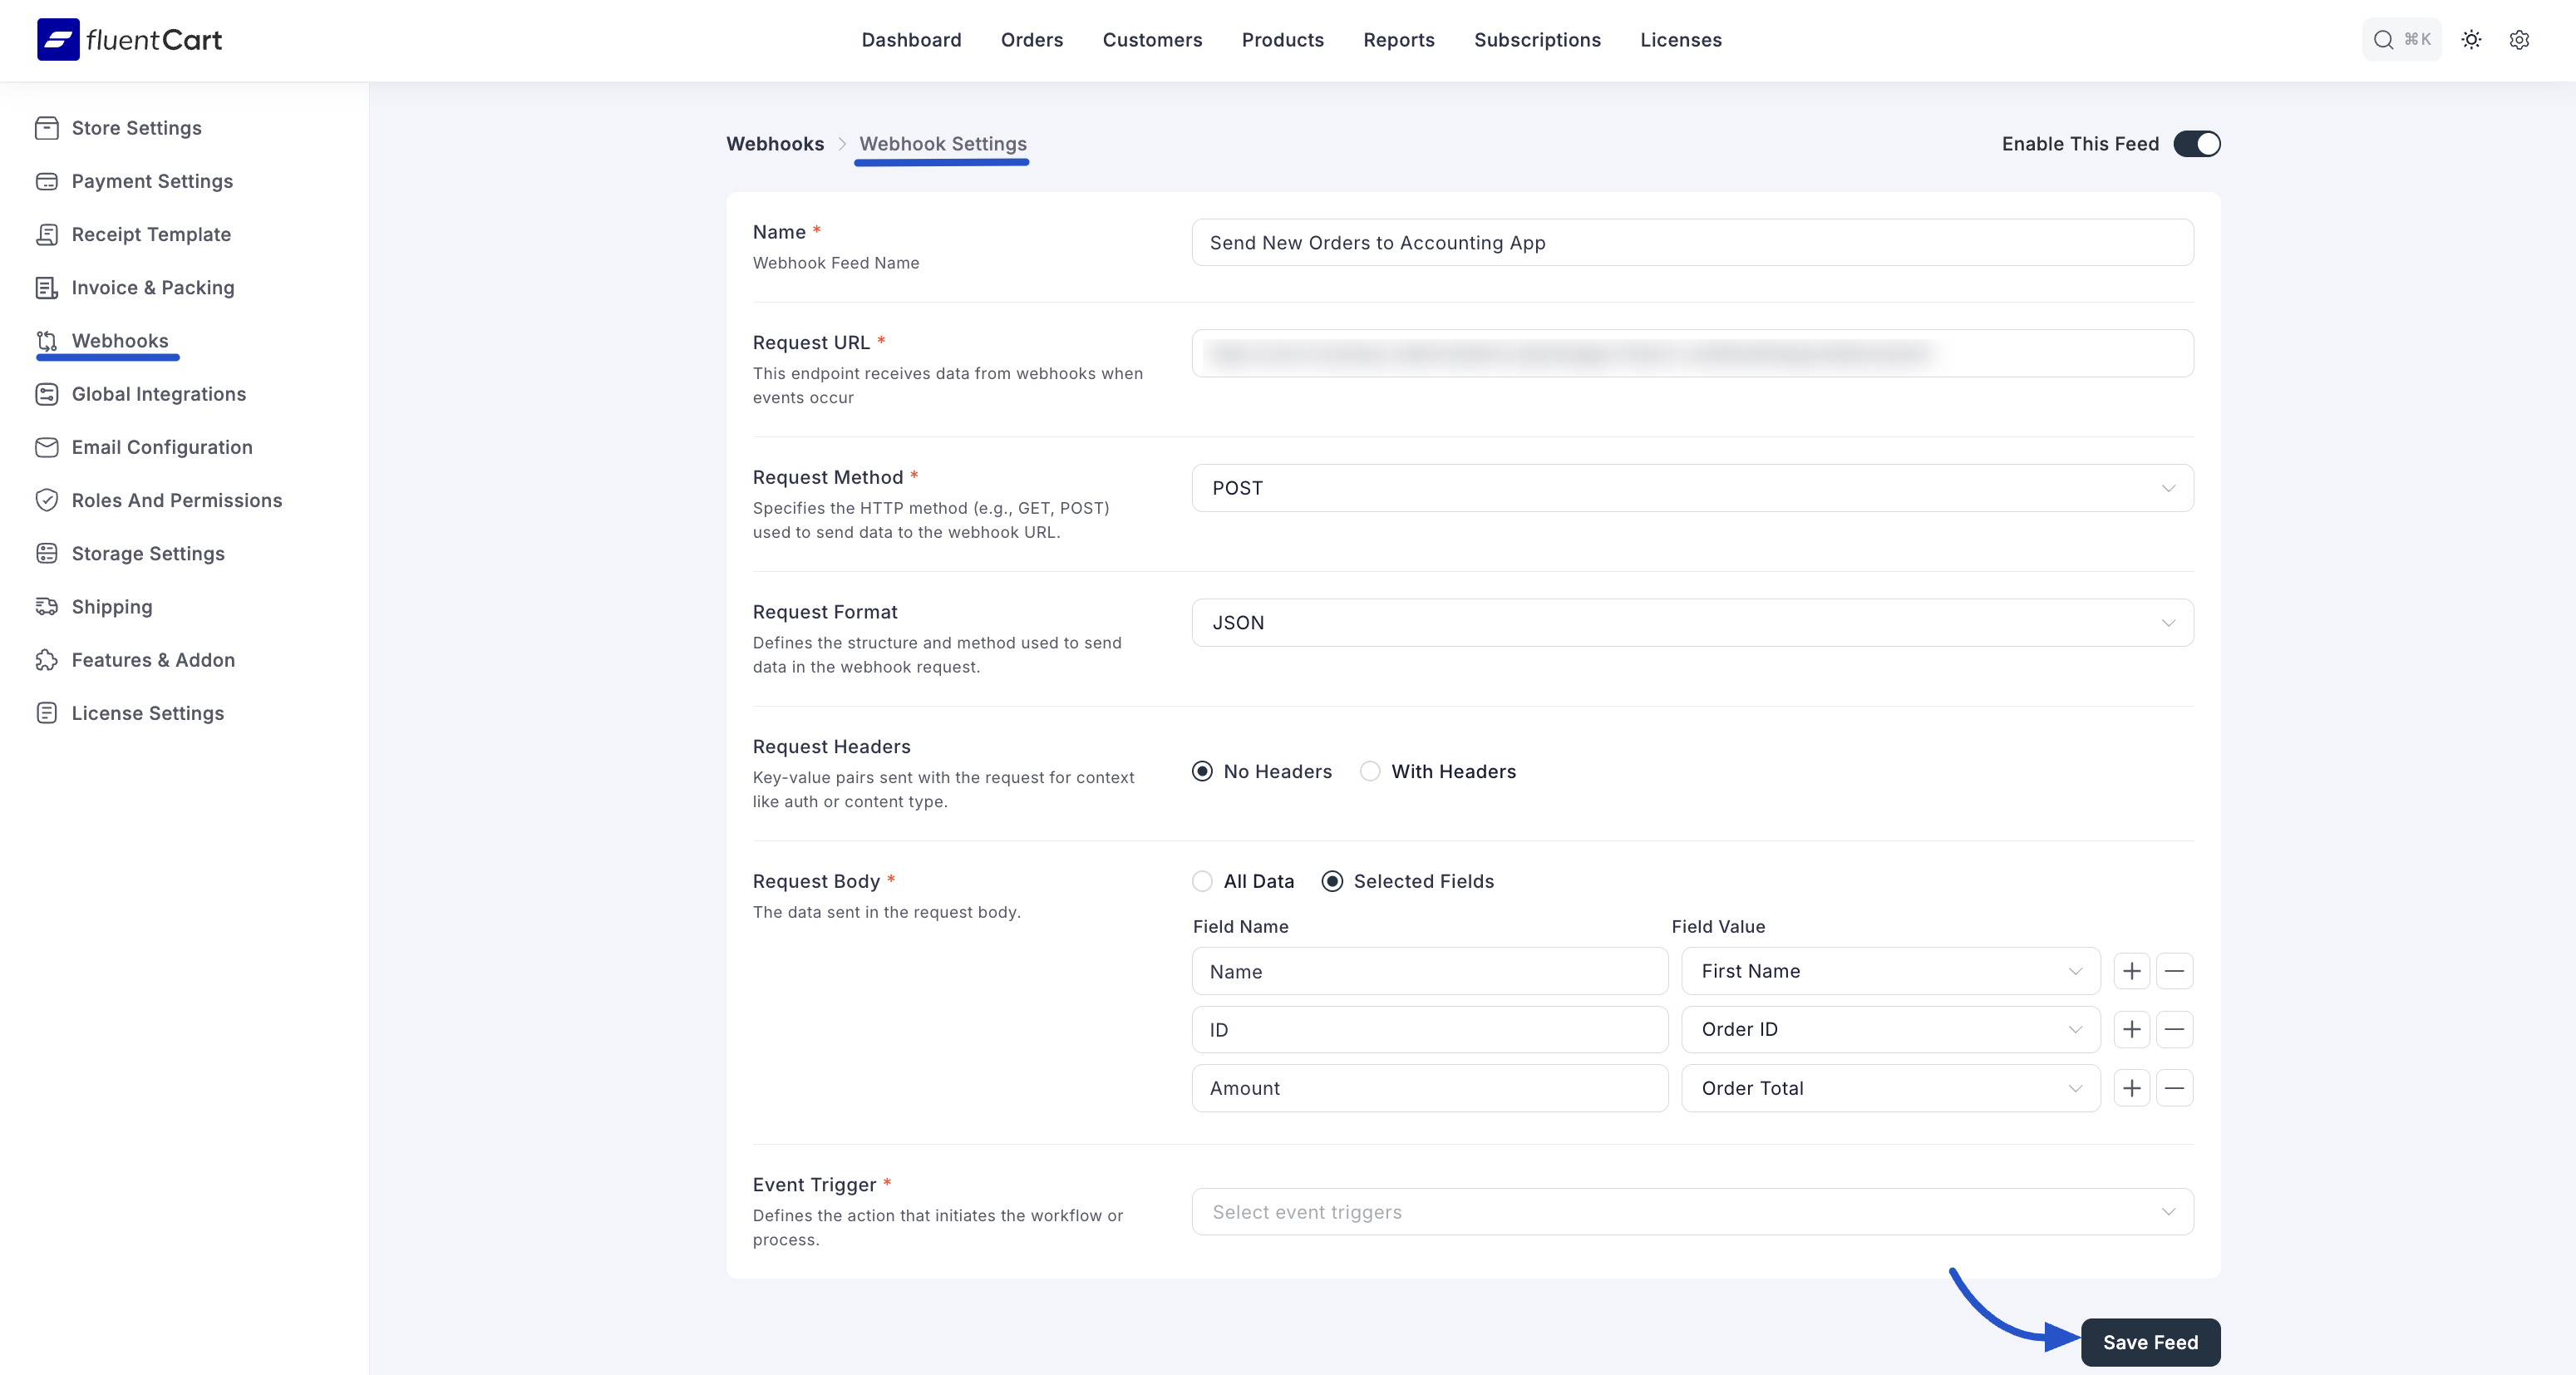 fluentCart
Dashboard Orders Customers Products Reports Subscriptions Licenses
⌘K
Store Settings
Payment Settings
Receipt Template
Invoice & Packing
Webhooks
Global Integrations
Email Configuration
Roles And Permissions
Storage Settings
Shipping
Features & Addon
License Settings
Webhooks > Webhook Settings
Enable This Feed
Name *
Webhook Feed Name
Send New Orders to Accounting App
Request URL *
This endpoint receives data from webhooks when
events occur
Request Method *
Specifies the HTTP method (e.g., GET, POST)
used to send data to the webhook URL.
POST
Request Format
Defines the structure and method used to send
data in the webhook request.
JSON
Request Headers
Key-value pairs sent with the request for context
like auth or content type.
No Headers With Headers
Request Body *
The data sent in the request body.
All Data Selected Fields
Field Name Field Value
Name First Name
ID Order ID
Amount Order Total
Event Trigger *
Defines the action that initiates the workflow or
process.
Select event triggers
Save Feed